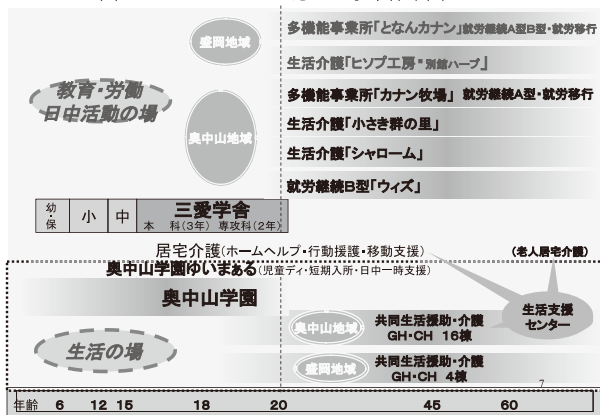 盛岡地域
多機能事業所「となんカナン」就労継続A型B型・就労移行
生活介護「ヒソプ工房・別館ハーブ」
教育・労働
日中活動の場
奥中山地域
多機能事業所「カナン牧場」 就労継続A型・就労移行
生活介護「小さき群の里」
生活介護「シャローム」
就労継続B型「ウィズ」
幼・保
小
中
三愛学舎
本 科(3年) 専攻科(2年)
居宅介護(ホームヘルプ・行動援護・移動支援)
(老人居宅介護)
奥中山学園ゆいまぁる(児童デイ・短期入所・日中一時支援)
奥中山学園
生活支援
センター
生活の場
奥中山地域
共同生活援助・介護
GH・CH 16棟
盛岡地域
共同生活援助・介護
GH・CH 4棟
7
年齢 6 12 15 18 20 45 60